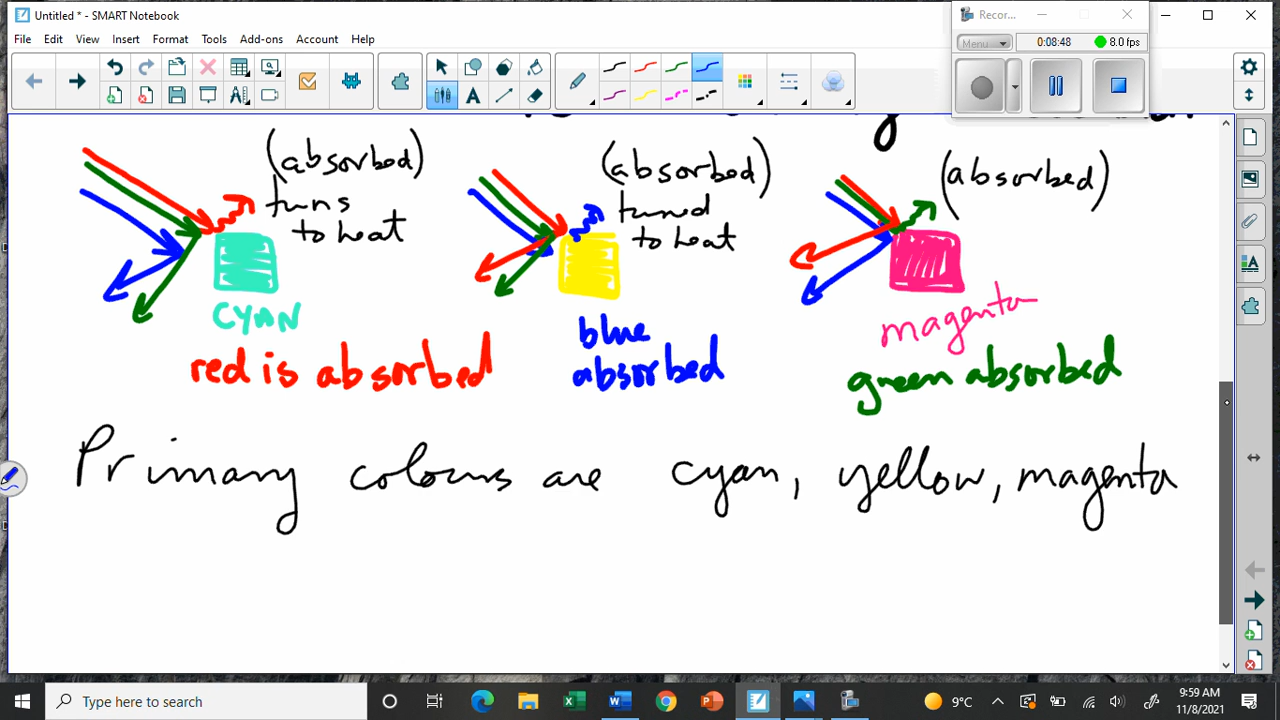 Untitled * - SMART Notebook
Recor...
File Edit View Insert Format Tools Add-ons Account Help
Menu
0:08:48
8.0 fps
(absorbed)
turns
to heat
(absorbed)
tuned
to heat
(absorbed)
CYAN
red is absorbed
blue
absorbed
magenta
green absorbed
Primary colours are cyan, yellow, magenta
Type here to search
9°C
9:59 AM
11/8/2021